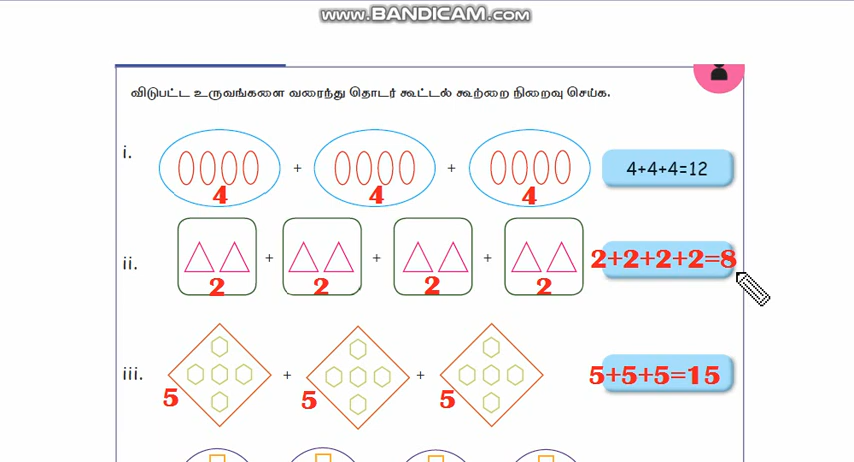 www.BANDICAM.com
விடுபட்ட உருவங்களை வரைந்து தொடர் கூட்டல் கூற்றை நிறைவு செய்க.
i. + + 4+4+4=12
4 4 4
ii. + + + 2+2+2+2=8
2 2 2 2
iii. + + 5+5+5=15
5 5 5